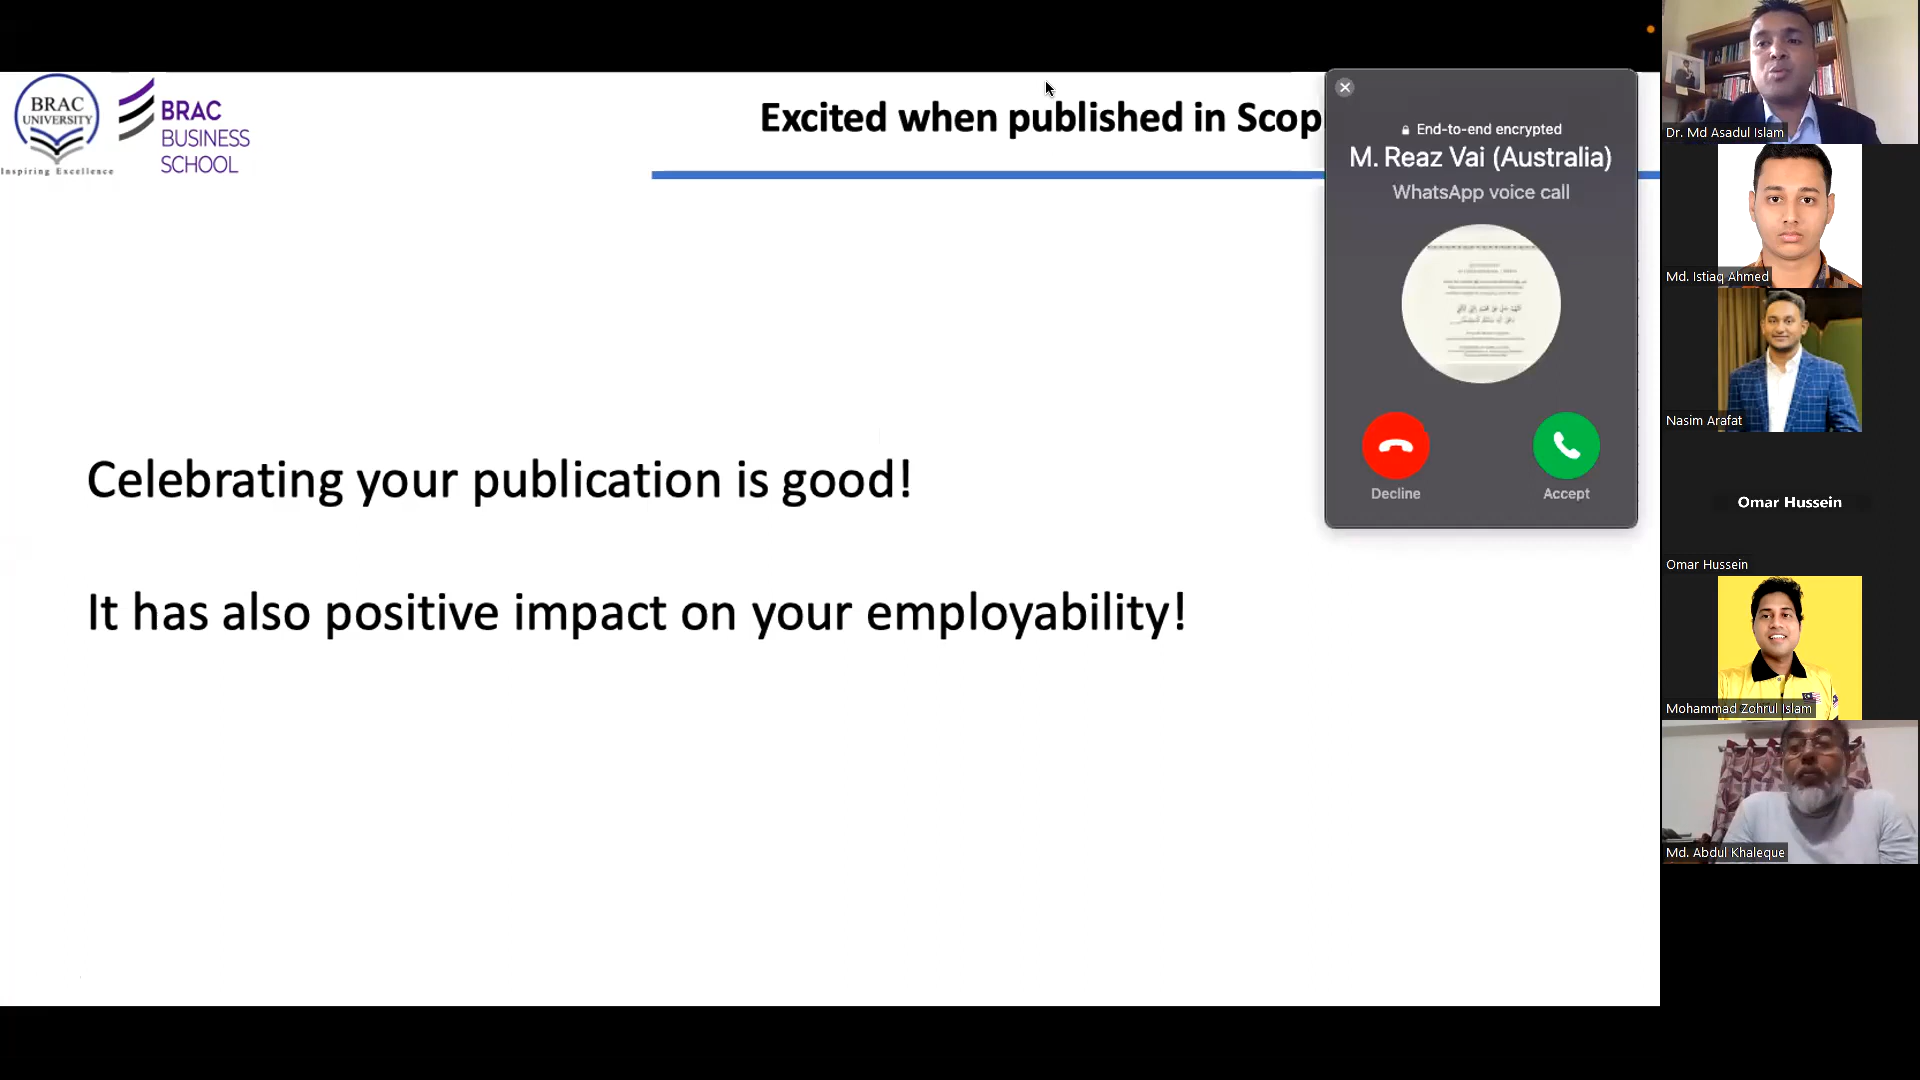 BRAC
UNIVERSITY
Inspiring Excellence
BRAC
BUSINESS
SCHOOL
Excited when published in Scop
Celebrating your publication is good!
It has also positive impact on your employability!
End-to-end encrypted
M. Reaz Vai (Australia)
WhatsApp voice call
Decline
Accept
Dr. Md Asadul Islam
Md. Istiaq Ahmed
Nasim Arafat
Omar Hussein
Omar Hussein
Mohammad Zohrul Islam
Md. Abdul Khaleque